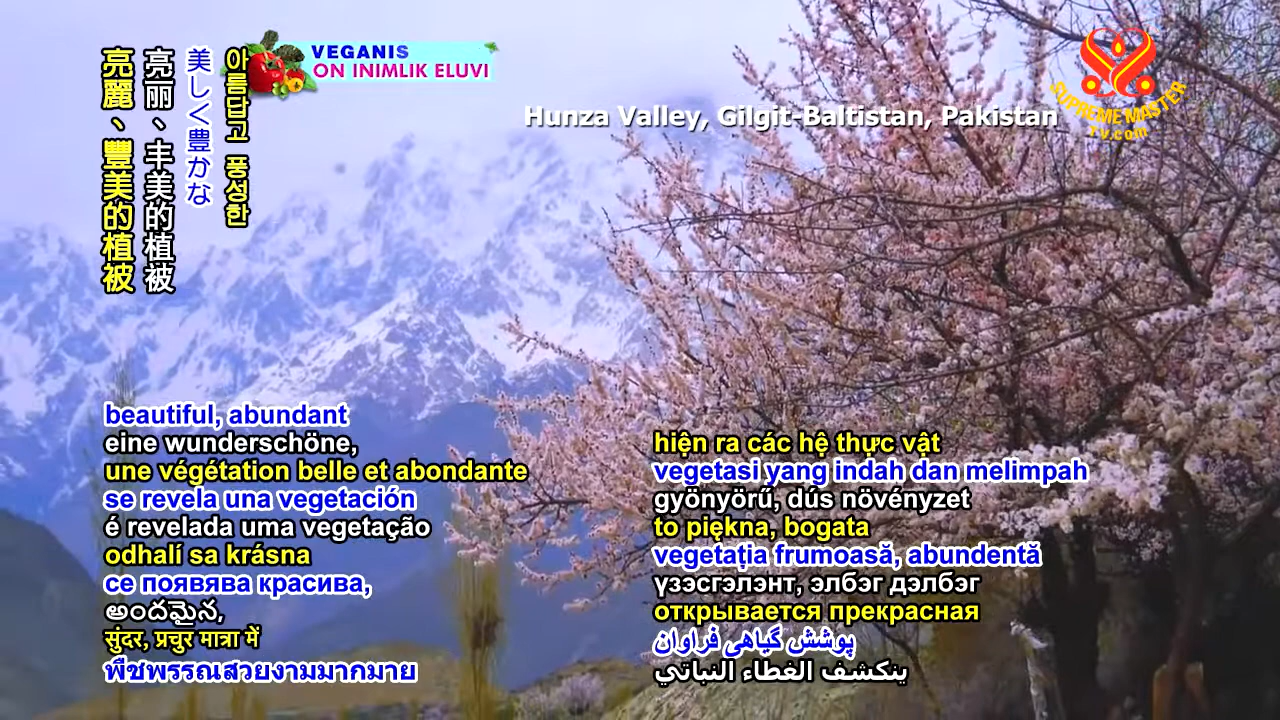 아름답고 풍성한
美しく豊かな
亮丽、丰美的植被
亮麗、豐美的植被
VEGANIS
ON INIMLIK ELUVI
Hunza Valley, Gilgit-Baltistan, Pakistan
SUPREME MASTER
TV.com
beautiful, abundant
eine wunderschöne,
une végétation belle et abondante
se revela una vegetación
é revelada uma vegetação
odhalí sa krásna
се появява красива,
అందమైన,
सुंदर, प्रचुर मात्रा में
พืชพรรณสวยงามมากมาย
hiện ra các hệ thực vật
vegetasi yang indah dan melimpah
gyönyörű, dús növényzet
to piękna, bogata
vegetația frumoasă, abundentă
үзэсгэлэнт, элбэг дэлбэг
открывается прекрасная
پوشش گیاهی فراوان
ينكشف الغطاء النباتي